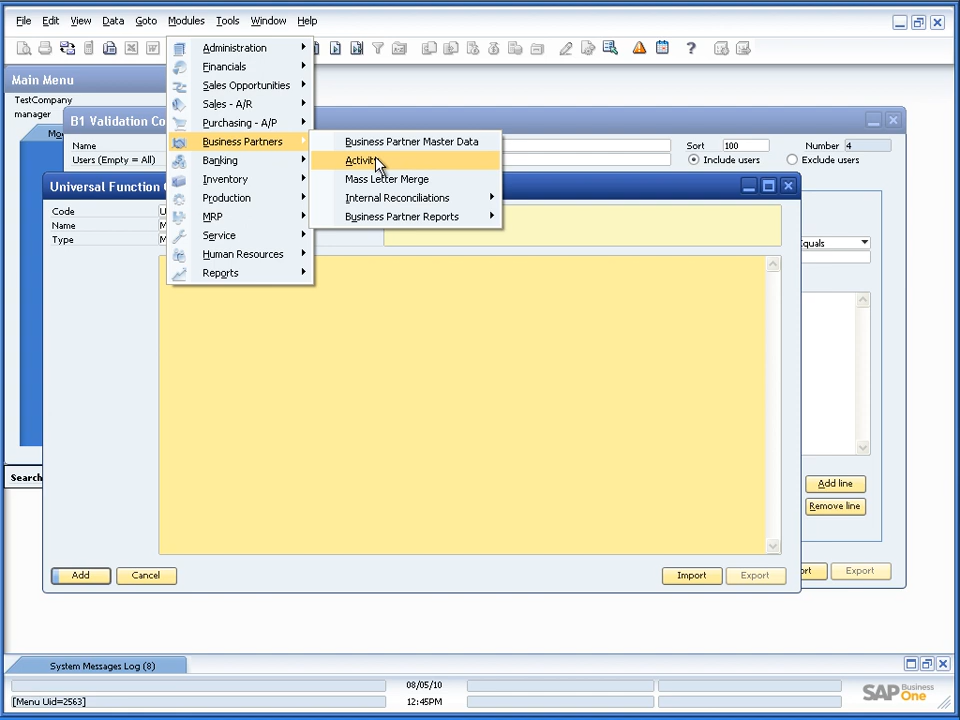 File Edit View Data Goto Modules Tools Window Help
Main Menu
TestCompany
manager
B1 Validation Co
Name
Users (Empty = All)
Sort 100 Number 4
Include users Exclude users
Administration
Financials
Sales Opportunities
Sales - A/R
Purchasing - A/P
Business Partners
Banking
Inventory
Production
MRP
Service
Human Resources
Reports
Business Partner Master Data
Activity
Mass Letter Merge
Internal Reconciliations
Business Partner Reports
Universal Function
Code U
Name M
Type M
Equals
Add line
Remove line
Search
Add Cancel Import Export
ort Export
System Messages Log (8)
08/05/10
[Menu Uid=2563] 12:45PM
SAP Business One